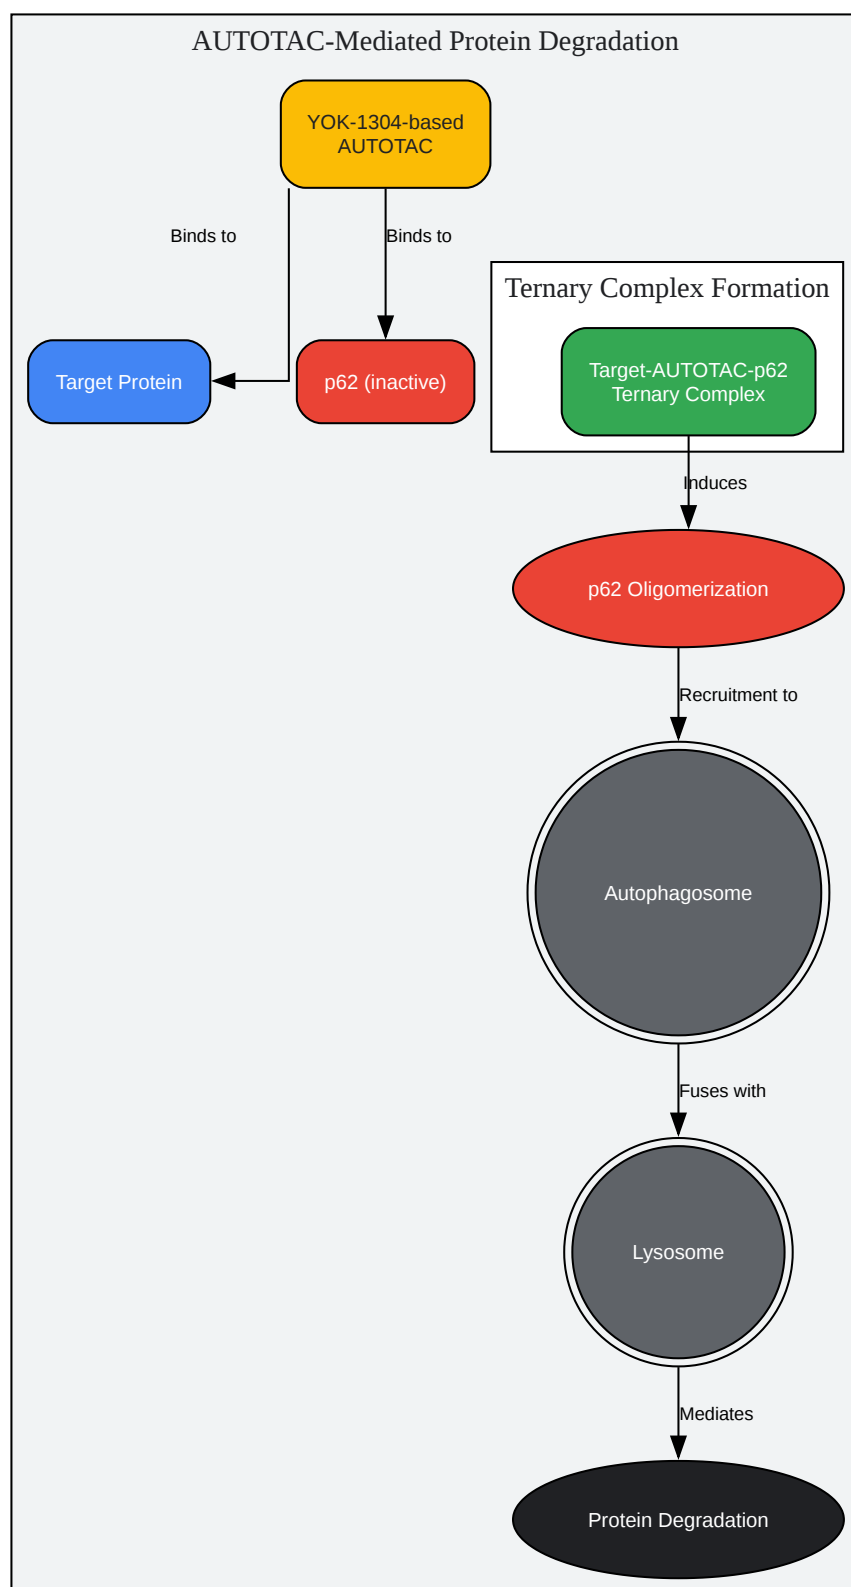 AUTOTAC-Mediated Protein Degradation
YOK-1304-based
AUTOTAC
Binds to
Binds to
Ternary Complex Formation
Target Protein
p62 (inactive)
Target-AUTOTAC-p62
Ternary Complex
Induces
p62 Oligomerization
Recruitment to
Autophagosome
Fuses with
Lysosome
Mediates
Protein Degradation